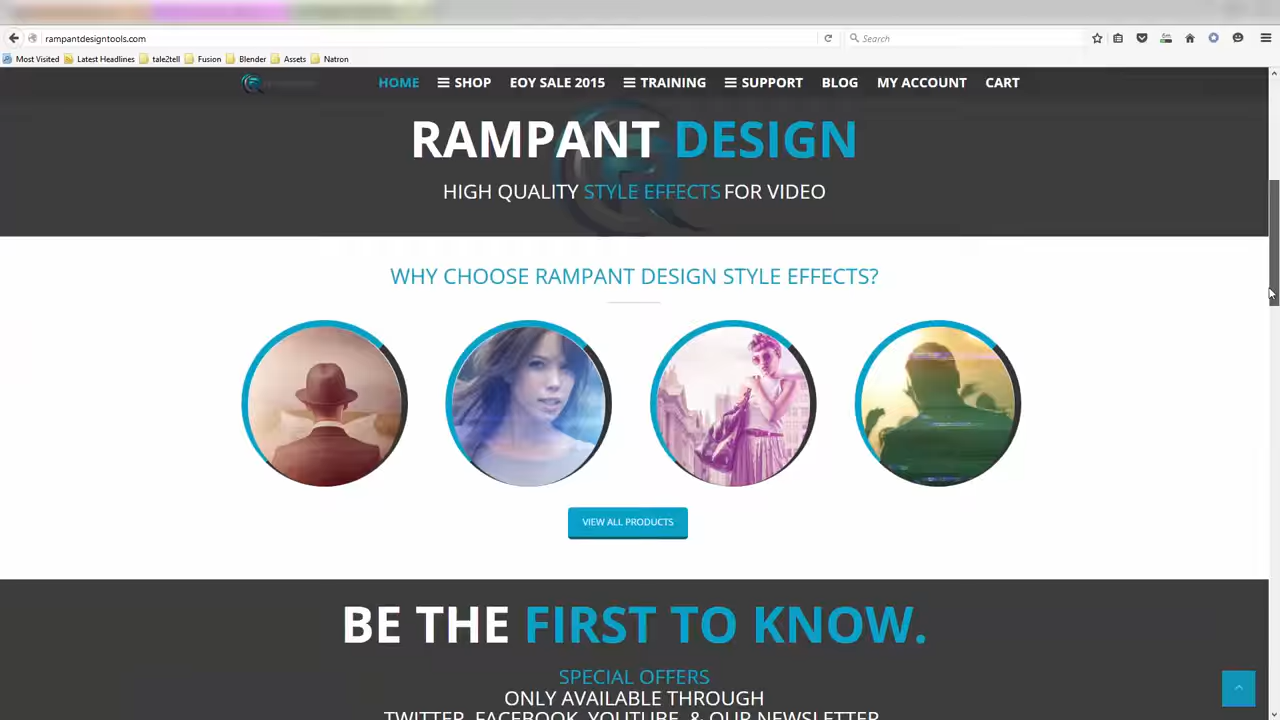 rampantdesigntools.com
Search
Most Visited Latest Headlines tale2tell Fusion Blender Assets Natron
HOME SHOP EOY SALE 2015 TRAINING SUPPORT BLOG MY ACCOUNT CART
RAMPANT DESIGN
HIGH QUALITY STYLE EFFECTS FOR VIDEO
WHY CHOOSE RAMPANT DESIGN STYLE EFFECTS?
VIEW ALL PRODUCTS
BE THE FIRST TO KNOW.
SPECIAL OFFERS
ONLY AVAILABLE THROUGH
TWITTER, FACEBOOK, YOUTUBE, & OUR NEWSLETTER